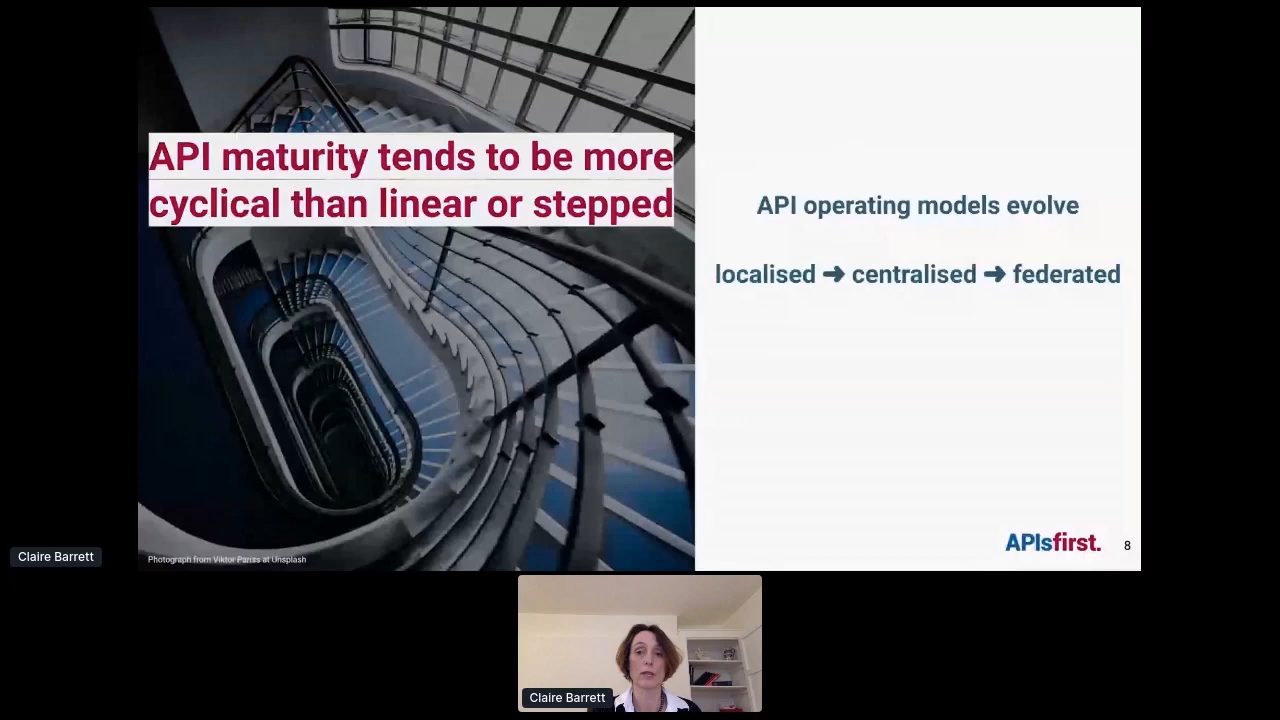 API maturity tends to be more
cyclical than linear or stepped
API operating models evolve
localised ➜ centralised ➜ federated
Photograph from Viktor Pariss at Unsplash
APIsfirst.
8
Claire Barrett
Claire Barrett